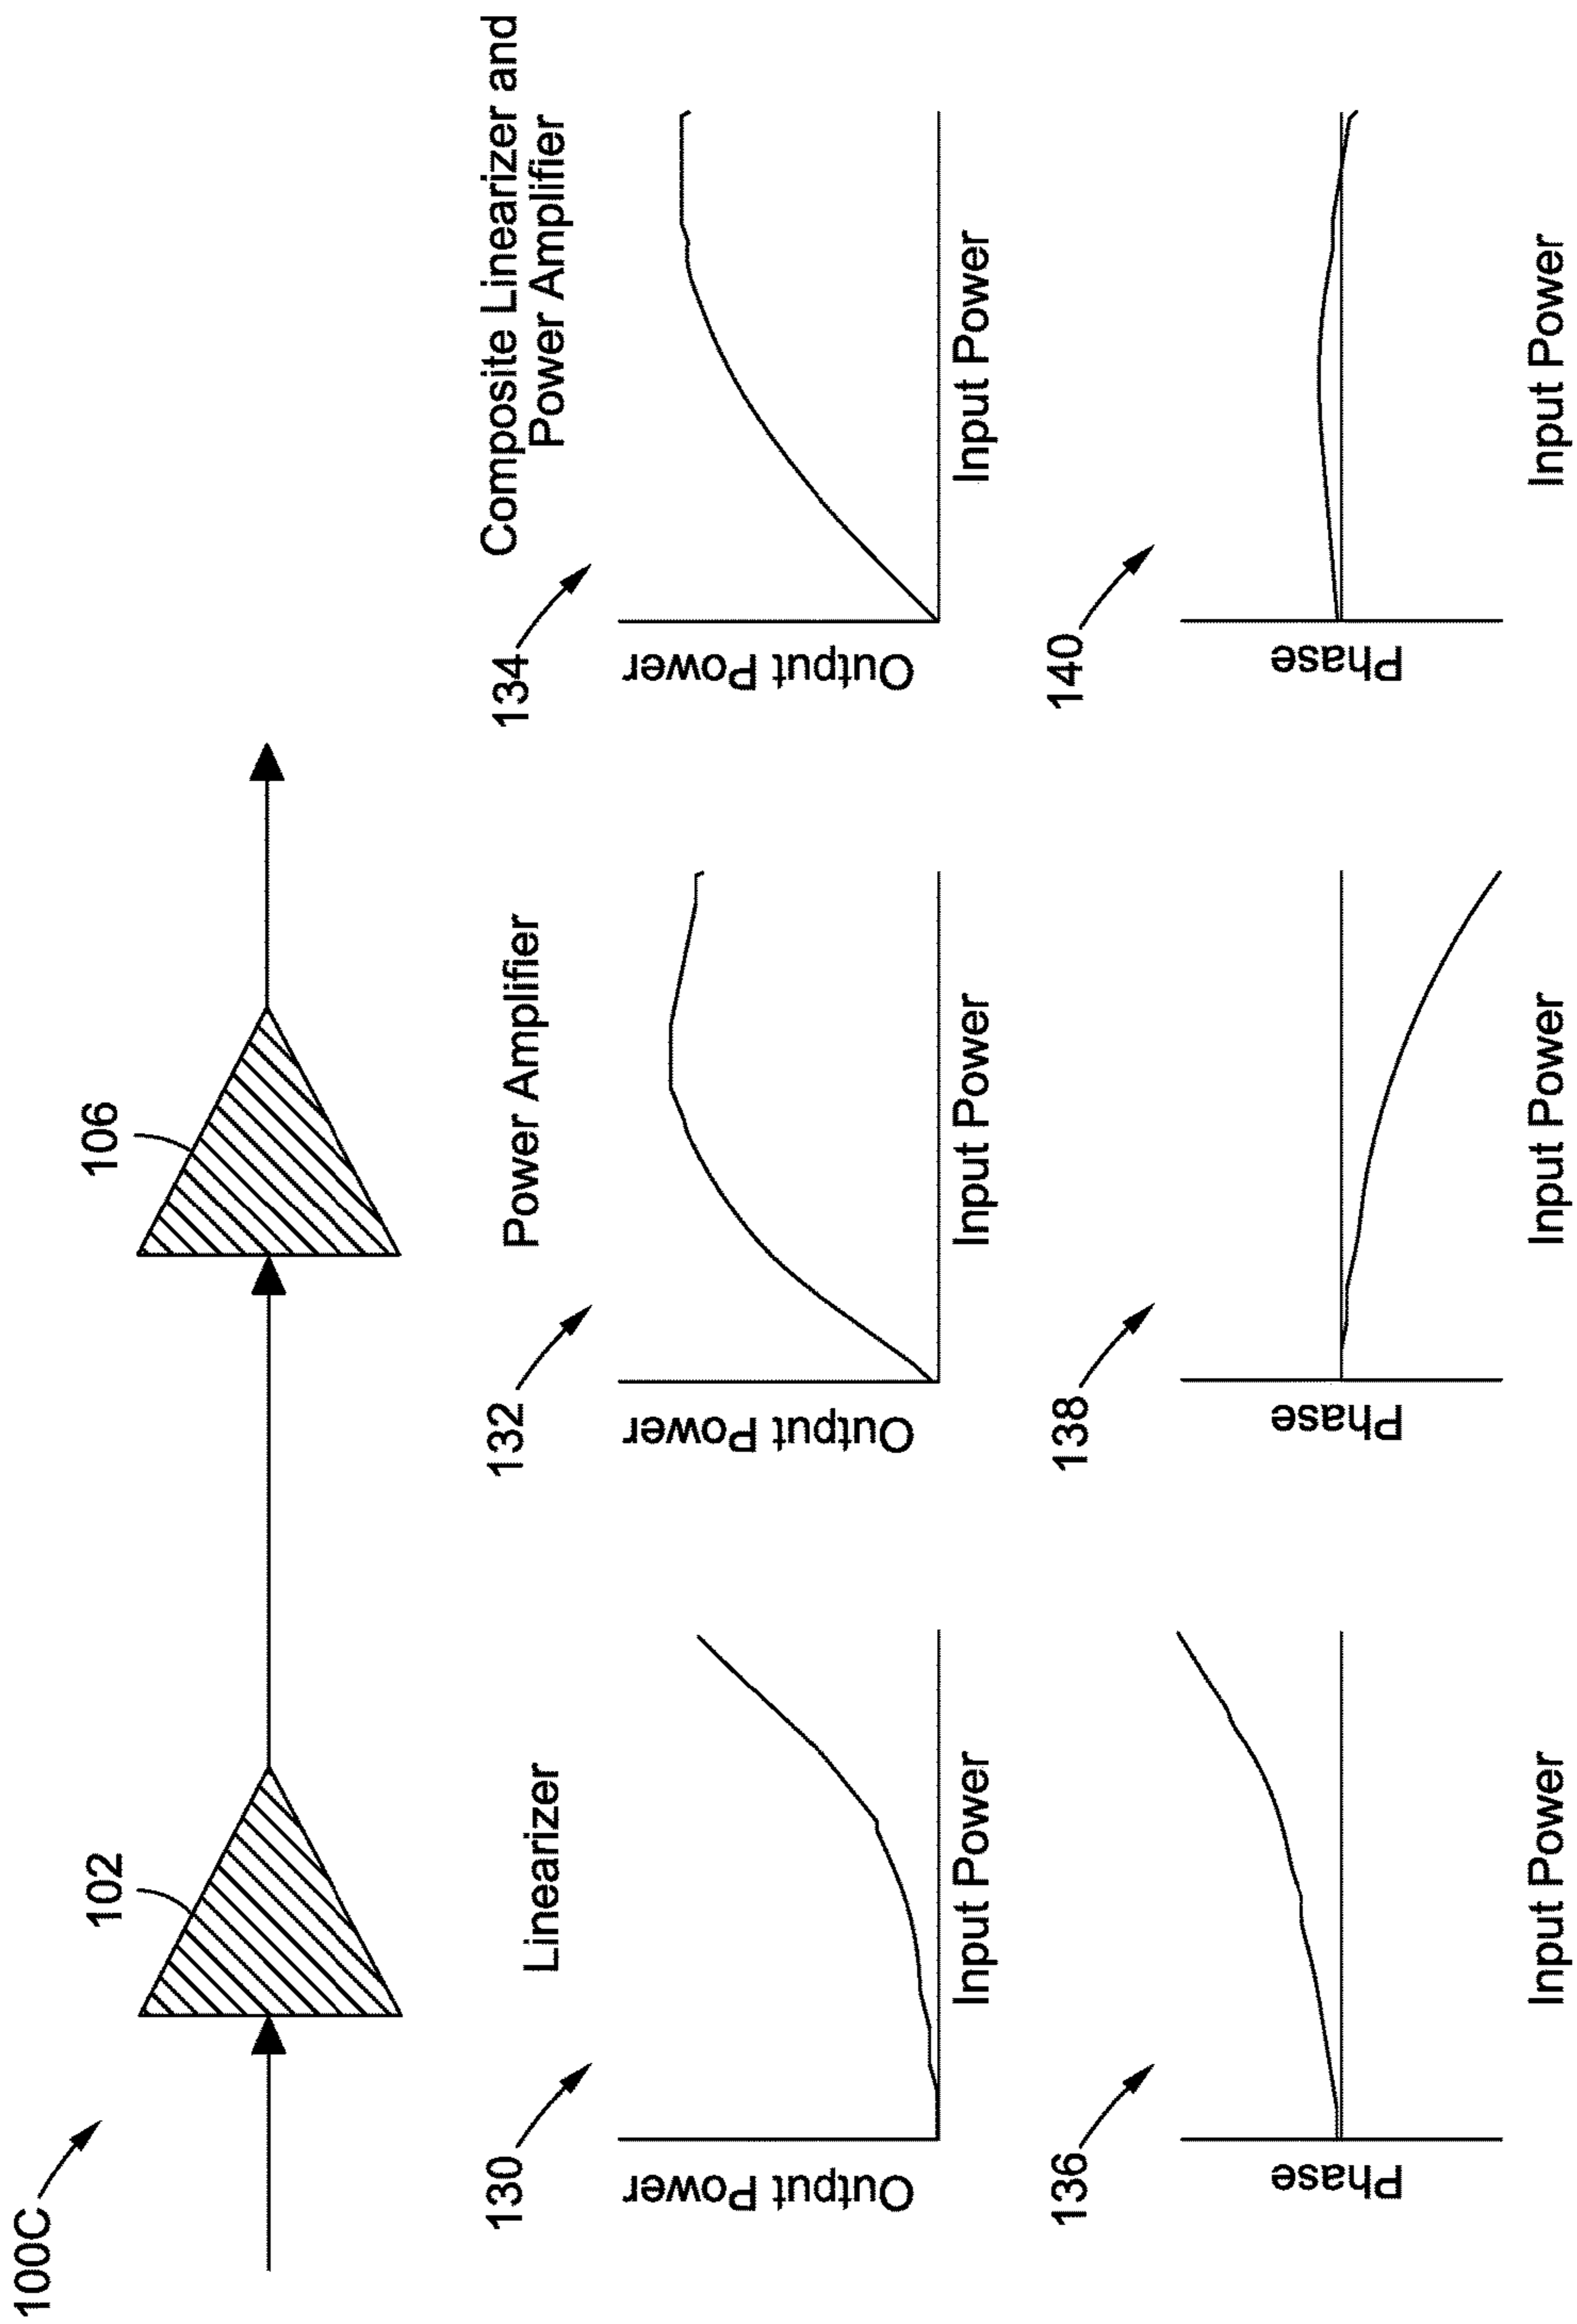 100C
102
106
Linearizer
Power Amplifier
Composite Linearizer and
Power Amplifier
130
132
134
Output Power
Output Power
Output Power
Input Power
Input Power
Input Power
136
138
140
Phase
Phase
Phase
Input Power
Input Power
Input Power